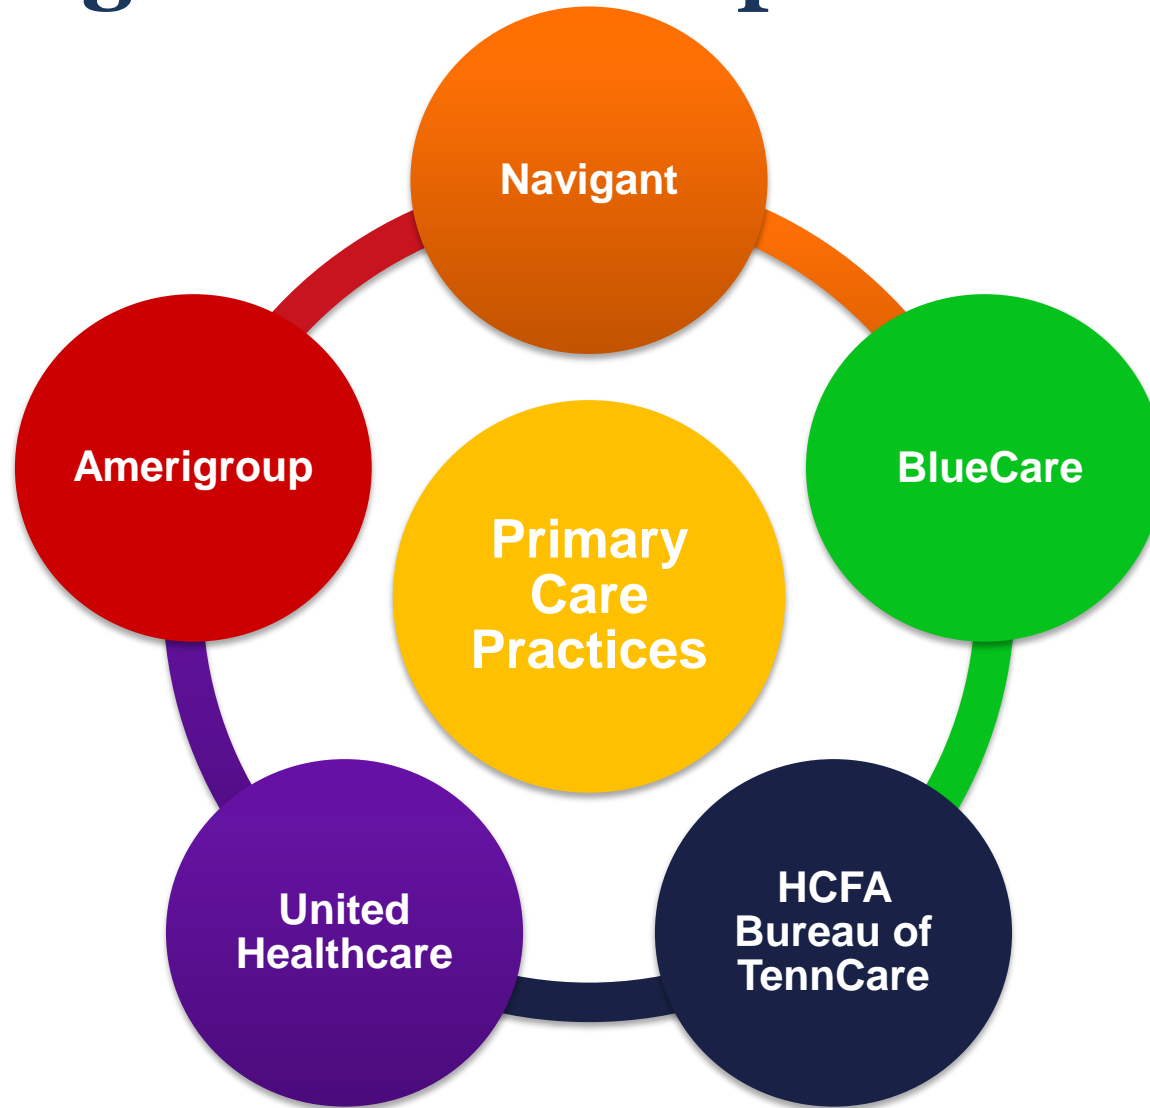 Navigant
Amerigroup
BlueCare
Primary
Care
Practices
United
Healthcare
HCFA
Bureau of
TennCare